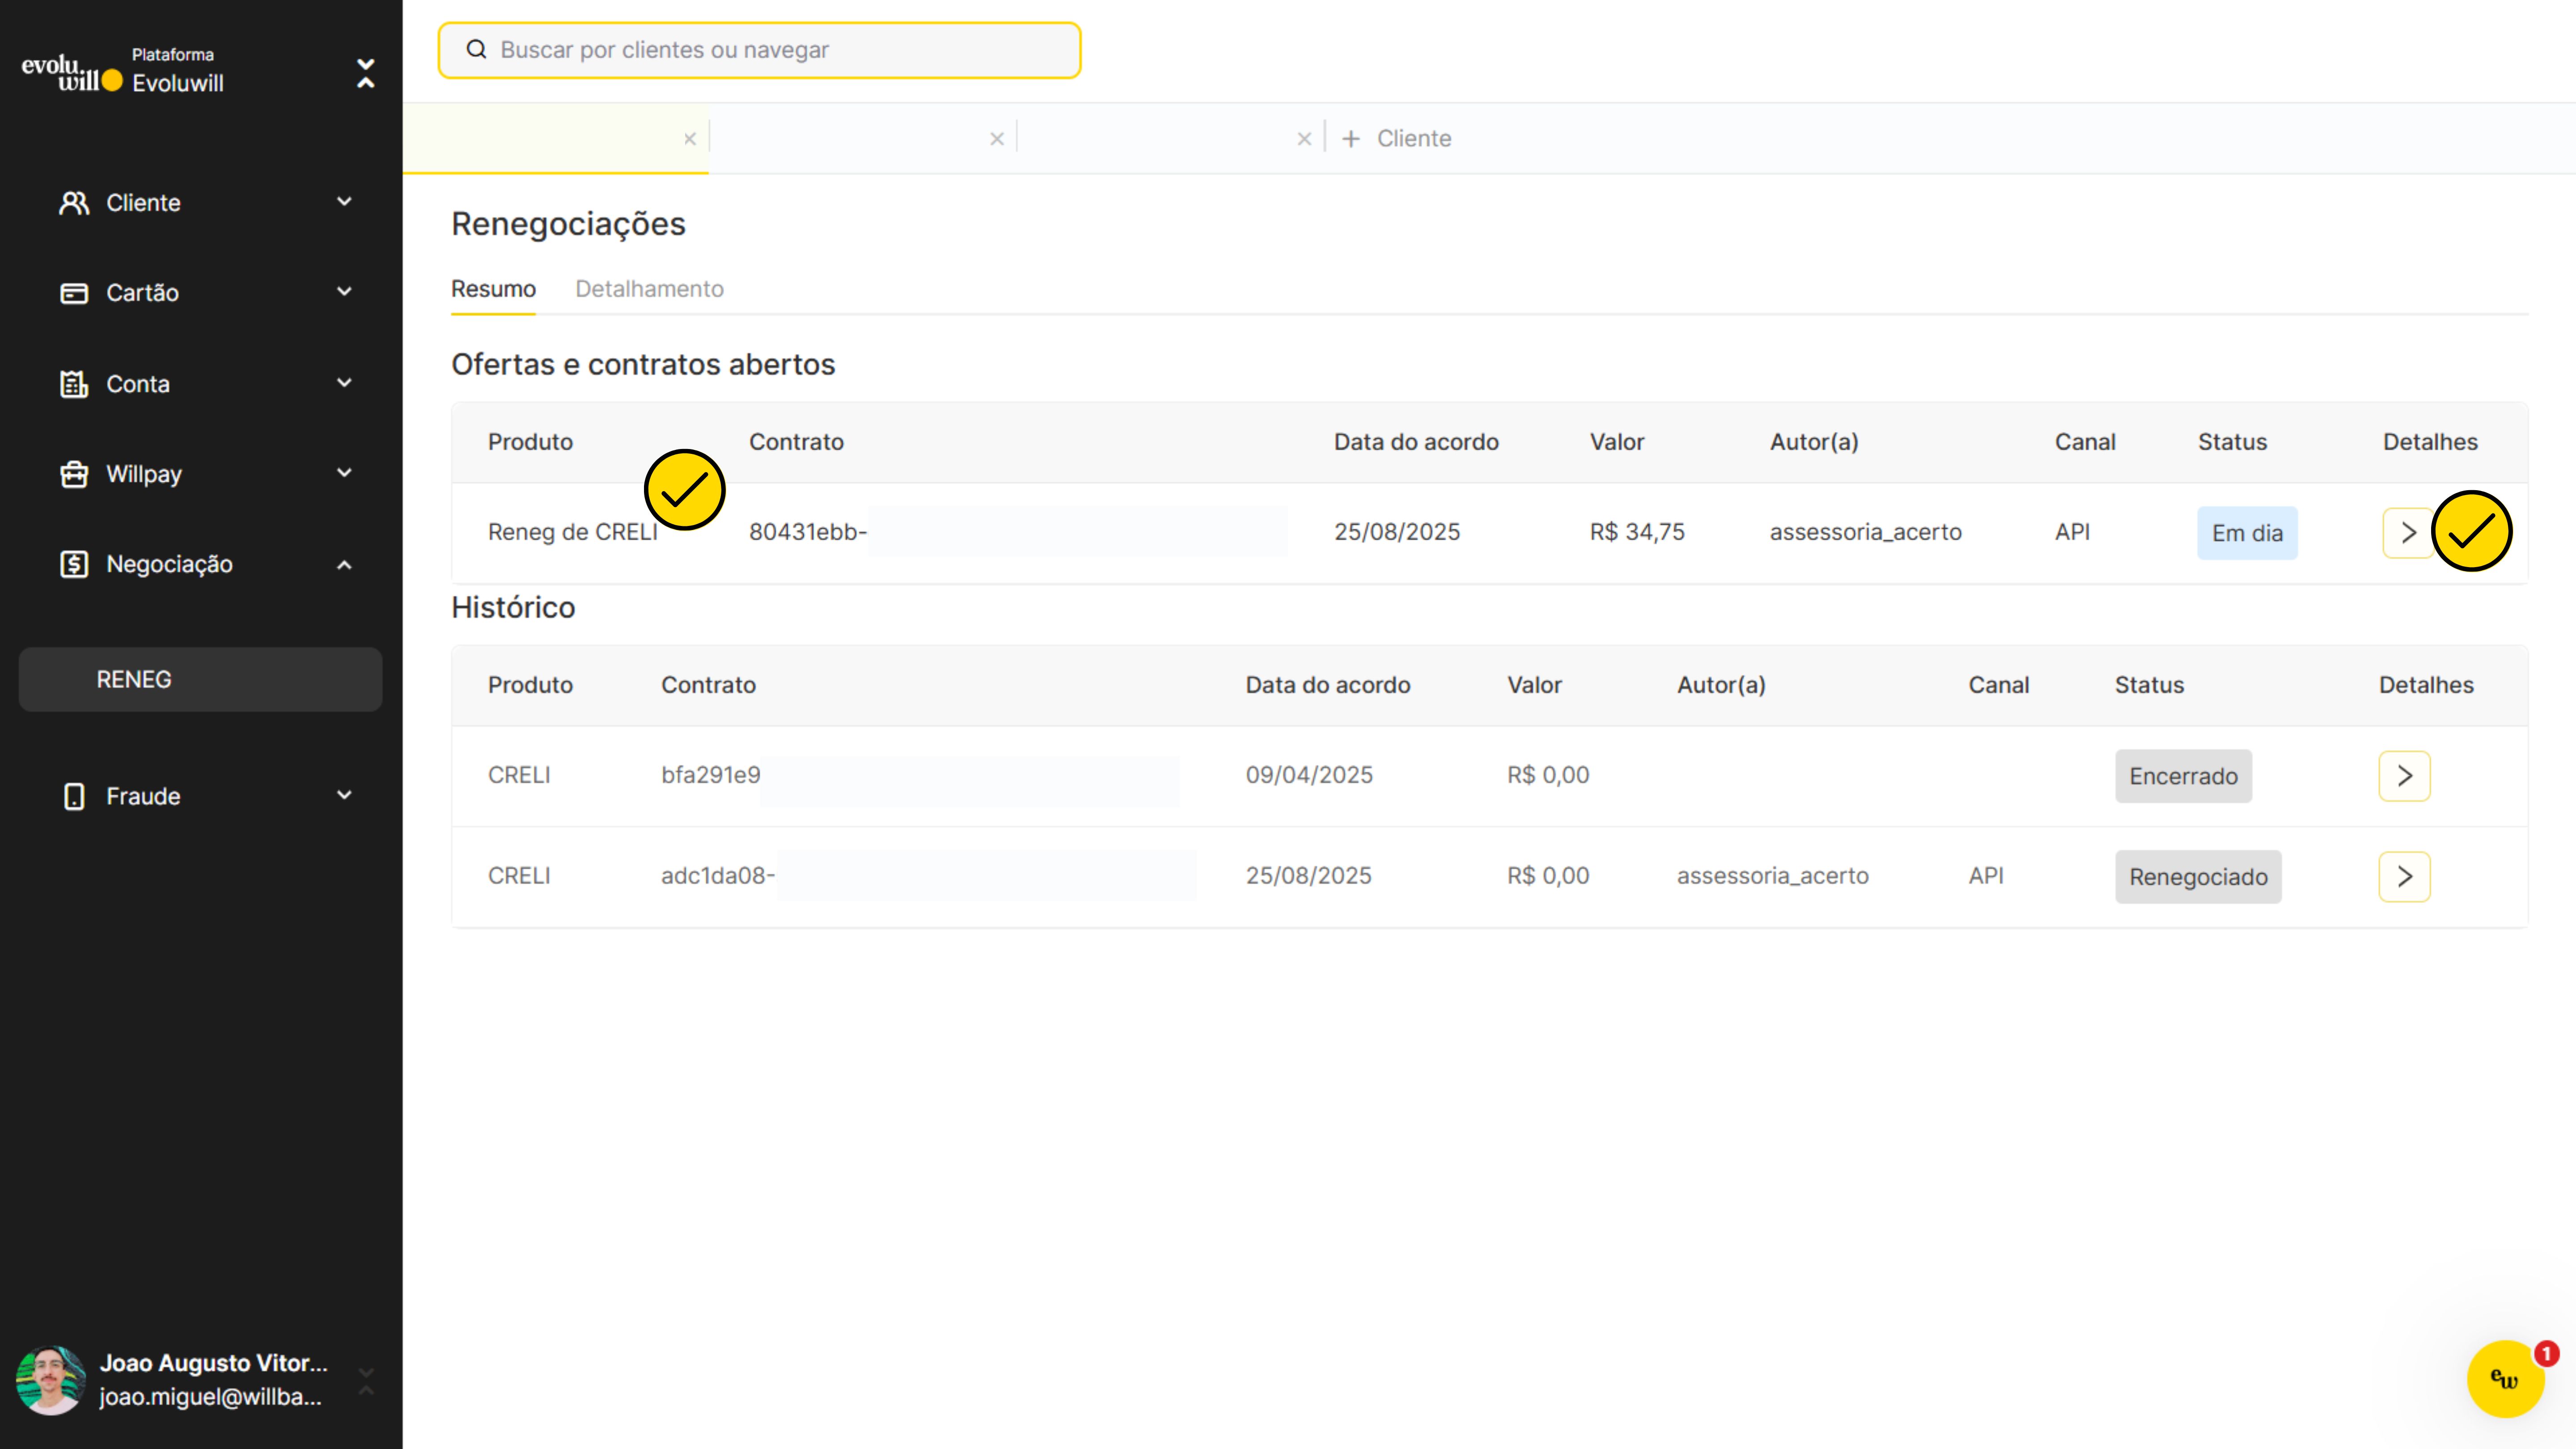 evolu
will
Plataforma
Evoluwill
Buscar por clientes ou navegar
Cliente
Cliente
Cartão
Conta
Willpay
Negociação
RENEG
Fraude
Renegociações
Resumo Detalhamento
Ofertas e contratos abertos
Produto Contrato Data do acordo Valor Autor(a) Canal Status Detalhes
Reneg de CRELI 80431ebb- 25/08/2025 R$ 34,75 assessoria_acerto API Em dia
Histórico
Produto Contrato Data do acordo Valor Autor(a) Canal Status Detalhes
CRELI bfa291e9 09/04/2025 R$ 0,00 Encerrado
CRELI adc1da08- 25/08/2025 R$ 0,00 assessoria_acerto API Renegociado
Joao Augusto Vitor...
joao.miguel@willba...
ew
1